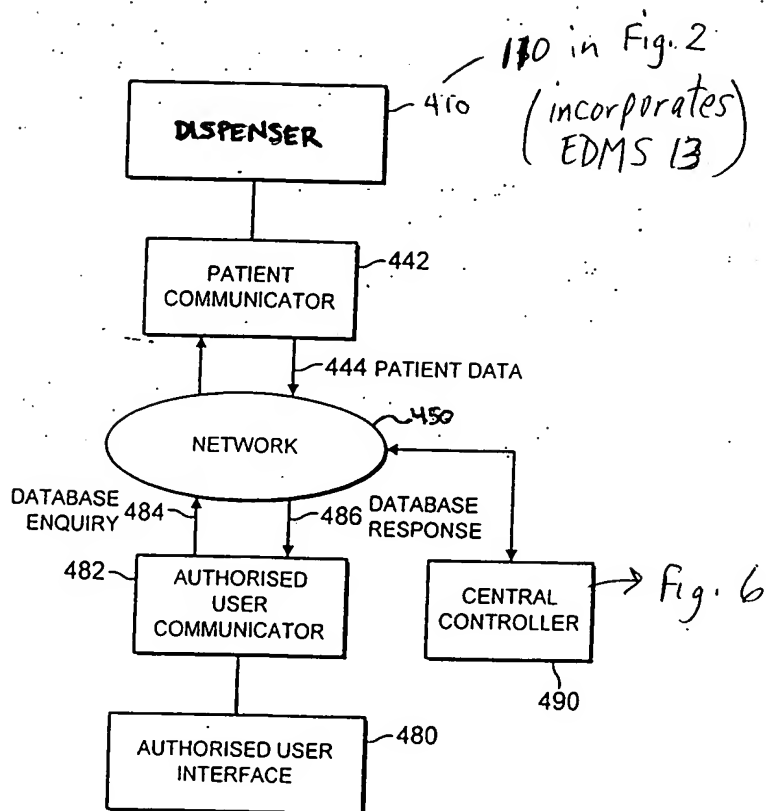 110 in Fig. 2
(incorporates
EDMS 13)
DISPENSER
410
PATIENT
COMMUNICATOR
442
444 PATIENT DATA
NETWORK
450
DATABASE
ENQUIRY
484
486 DATABASE
RESPONSE
482
AUTHORISED
USER
COMMUNICATOR
CENTRAL
CONTROLLER
Fig. 6
490
AUTHORISED USER
INTERFACE
480